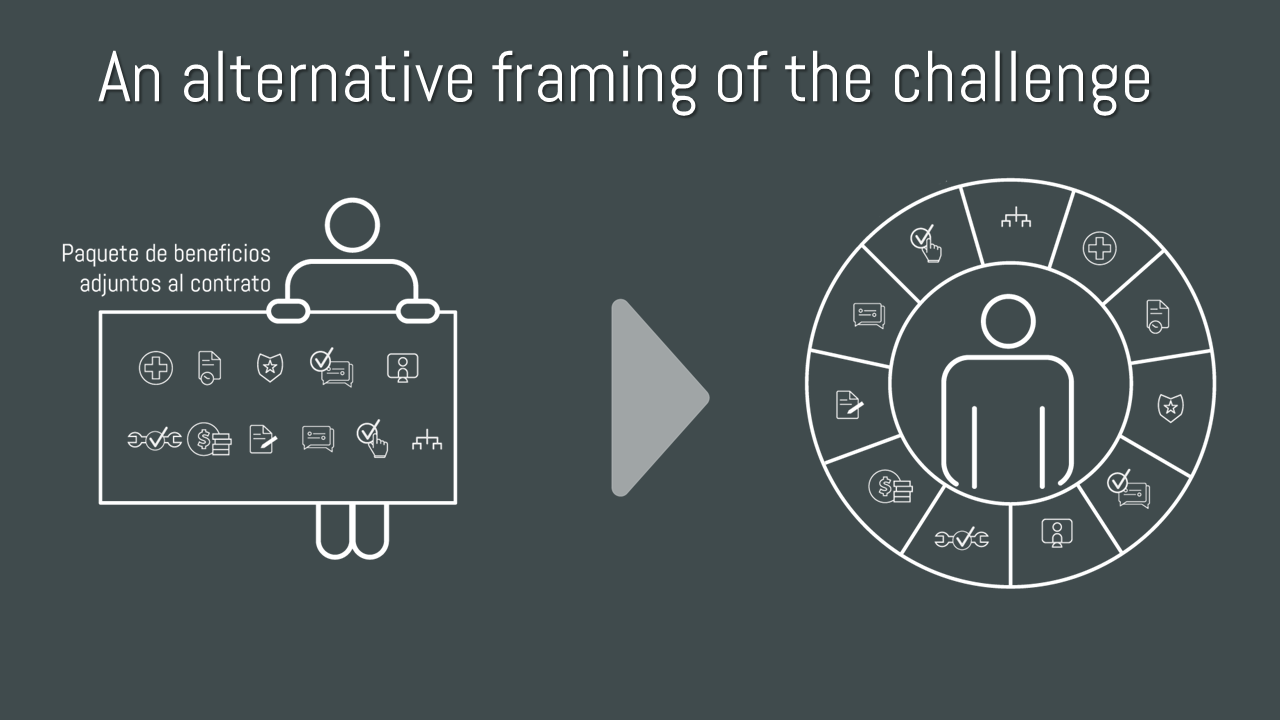 An alternative framing of the challenge
Paquete de beneficios
adjuntos al contrato